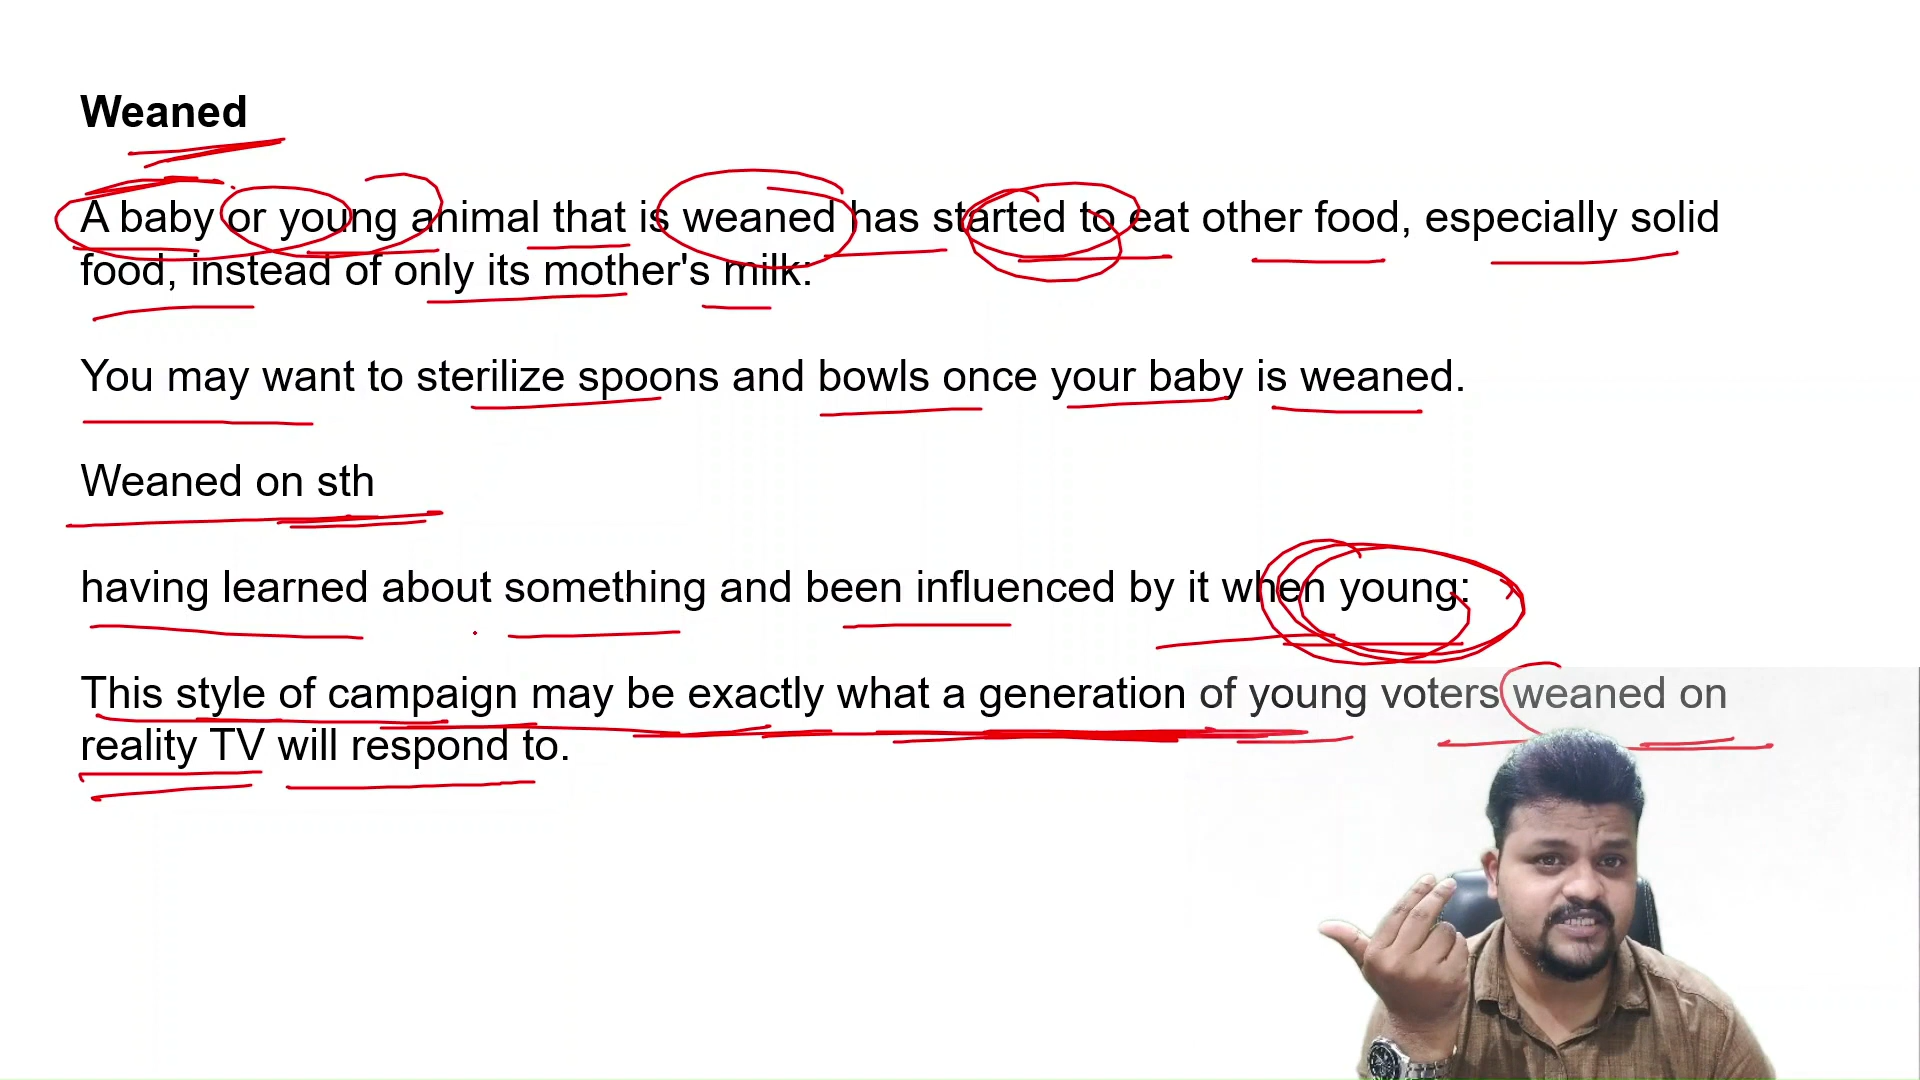 Weaned
A baby or young animal that is weaned has started to eat other food, especially solid
food, instead of only its mother's milk:
You may want to sterilize spoons and bowls once your baby is weaned.
Weaned on sth
having learned about something and been influenced by it when young:
This style of campaign may be exactly what a generation of young voters weaned on
reality TV will respond to.